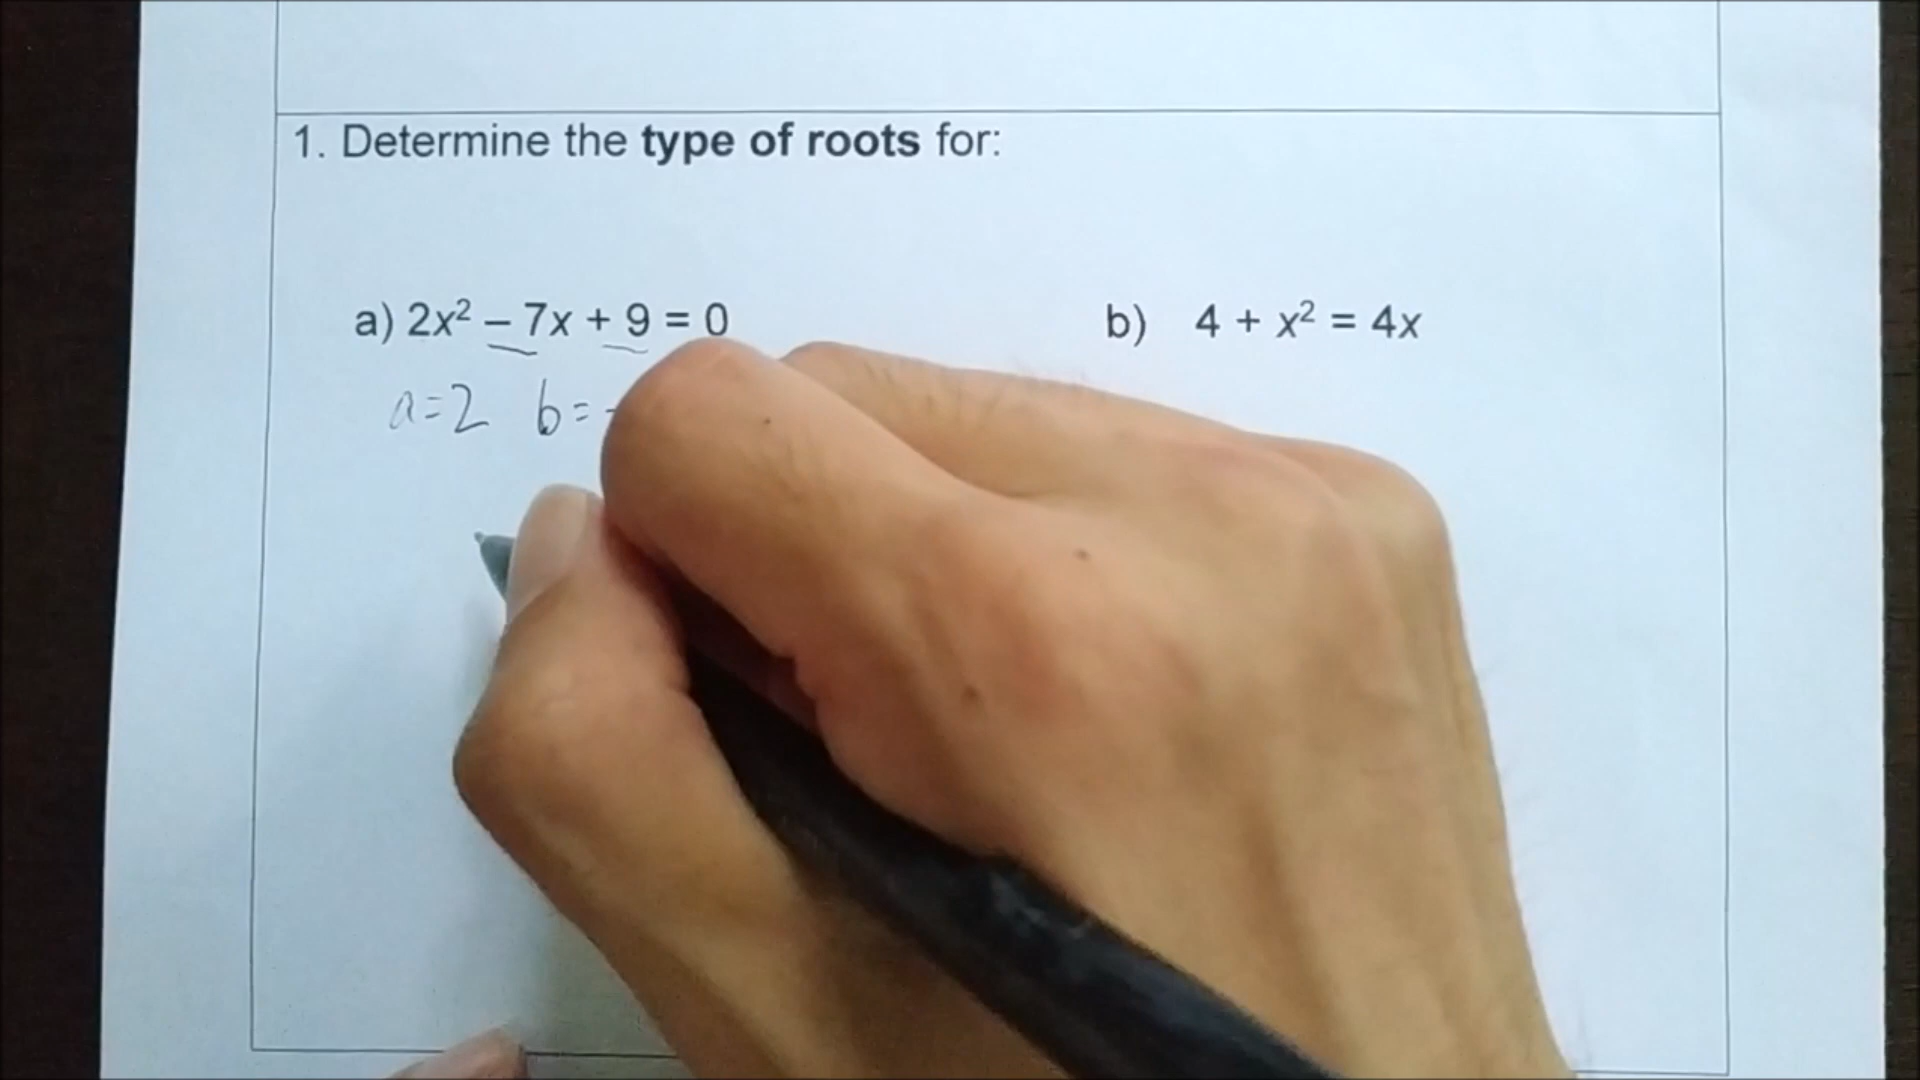 1. Determine the type of roots for:
a) 2x² – 7x + 9 = 0
b) 4 + x² = 4x
a=2 b=-